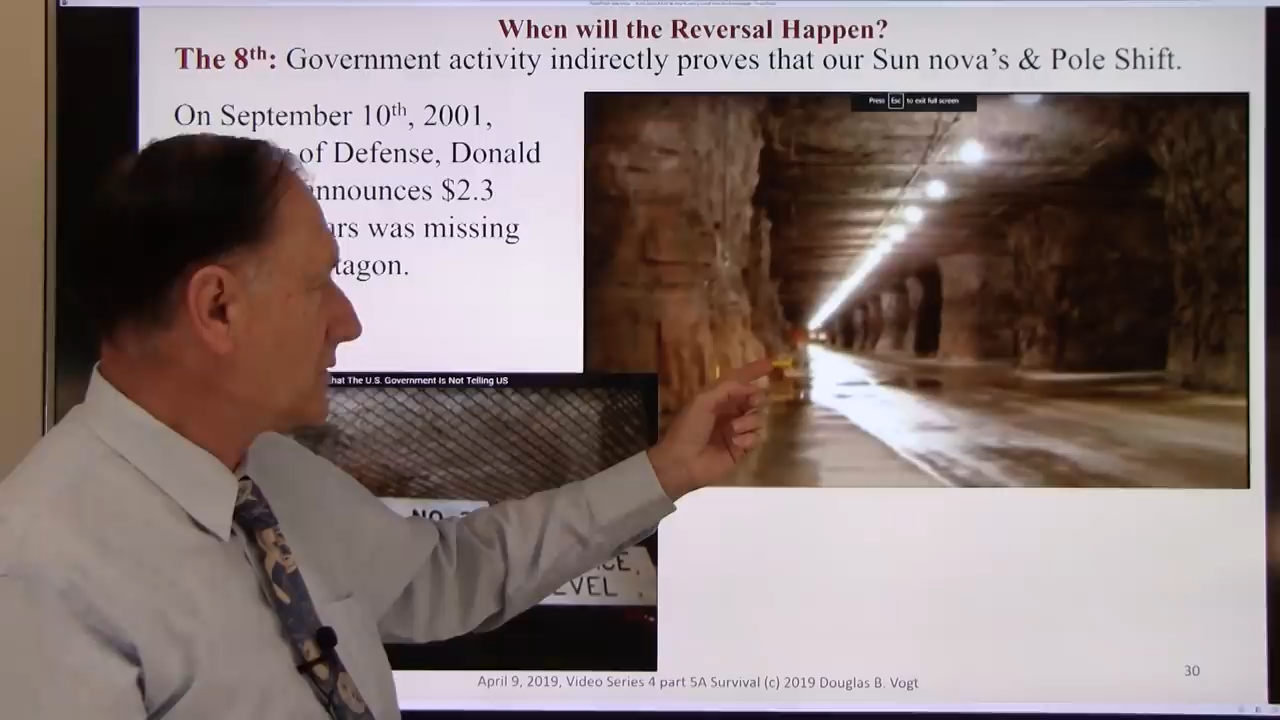 When will the Reversal Happen?
The 8th: Government activity indirectly proves that our Sun nova's & Pole Shift.
On September 10th, 2001,
of Defense, Donald
nnounces $2.3
rs was missing
tagon.
Press Esc to exit full screen
hat The U.S. Government Is Not Telling US
NO
CE,
EVEL
April 9, 2019, Video Series 4 part 5A Survival (c) 2019 Douglas B. Vogt
30